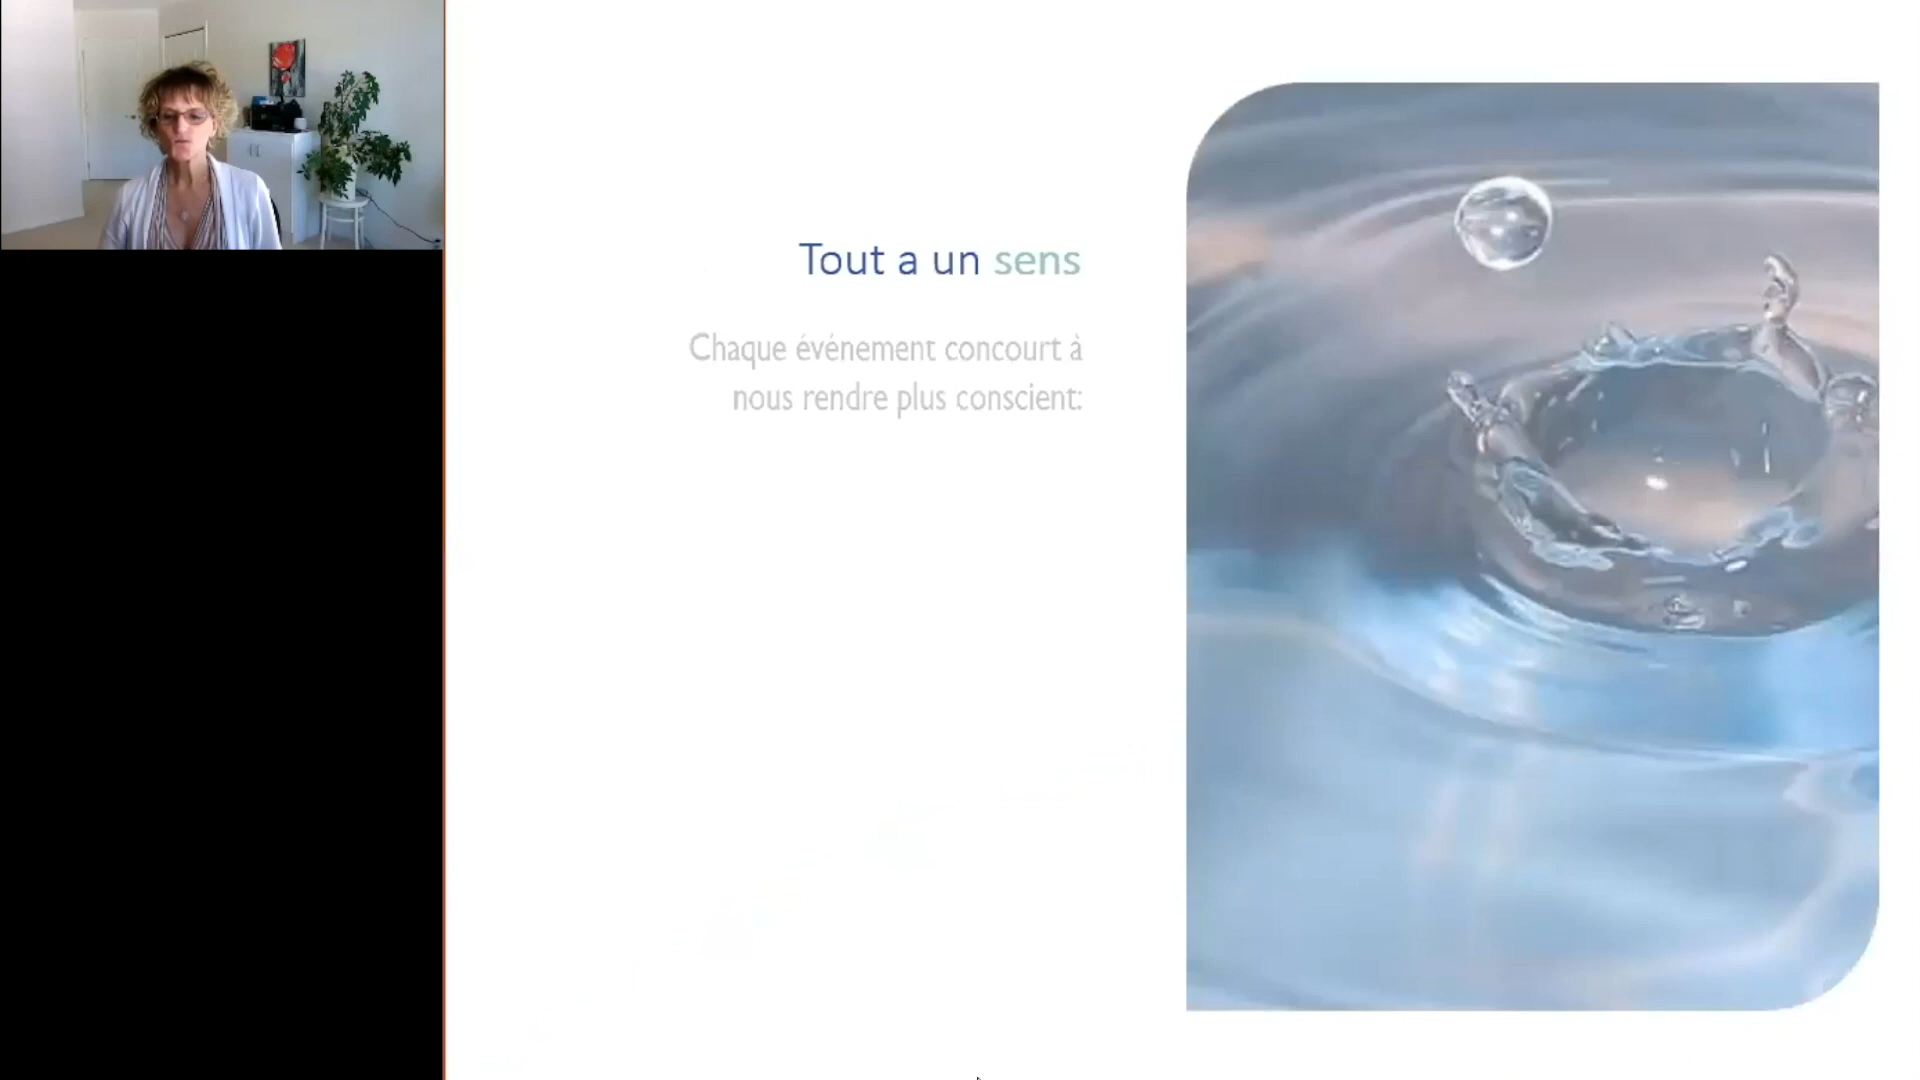 Tout a un sens
Chaque événement concourt à
nous rendre plus conscient: